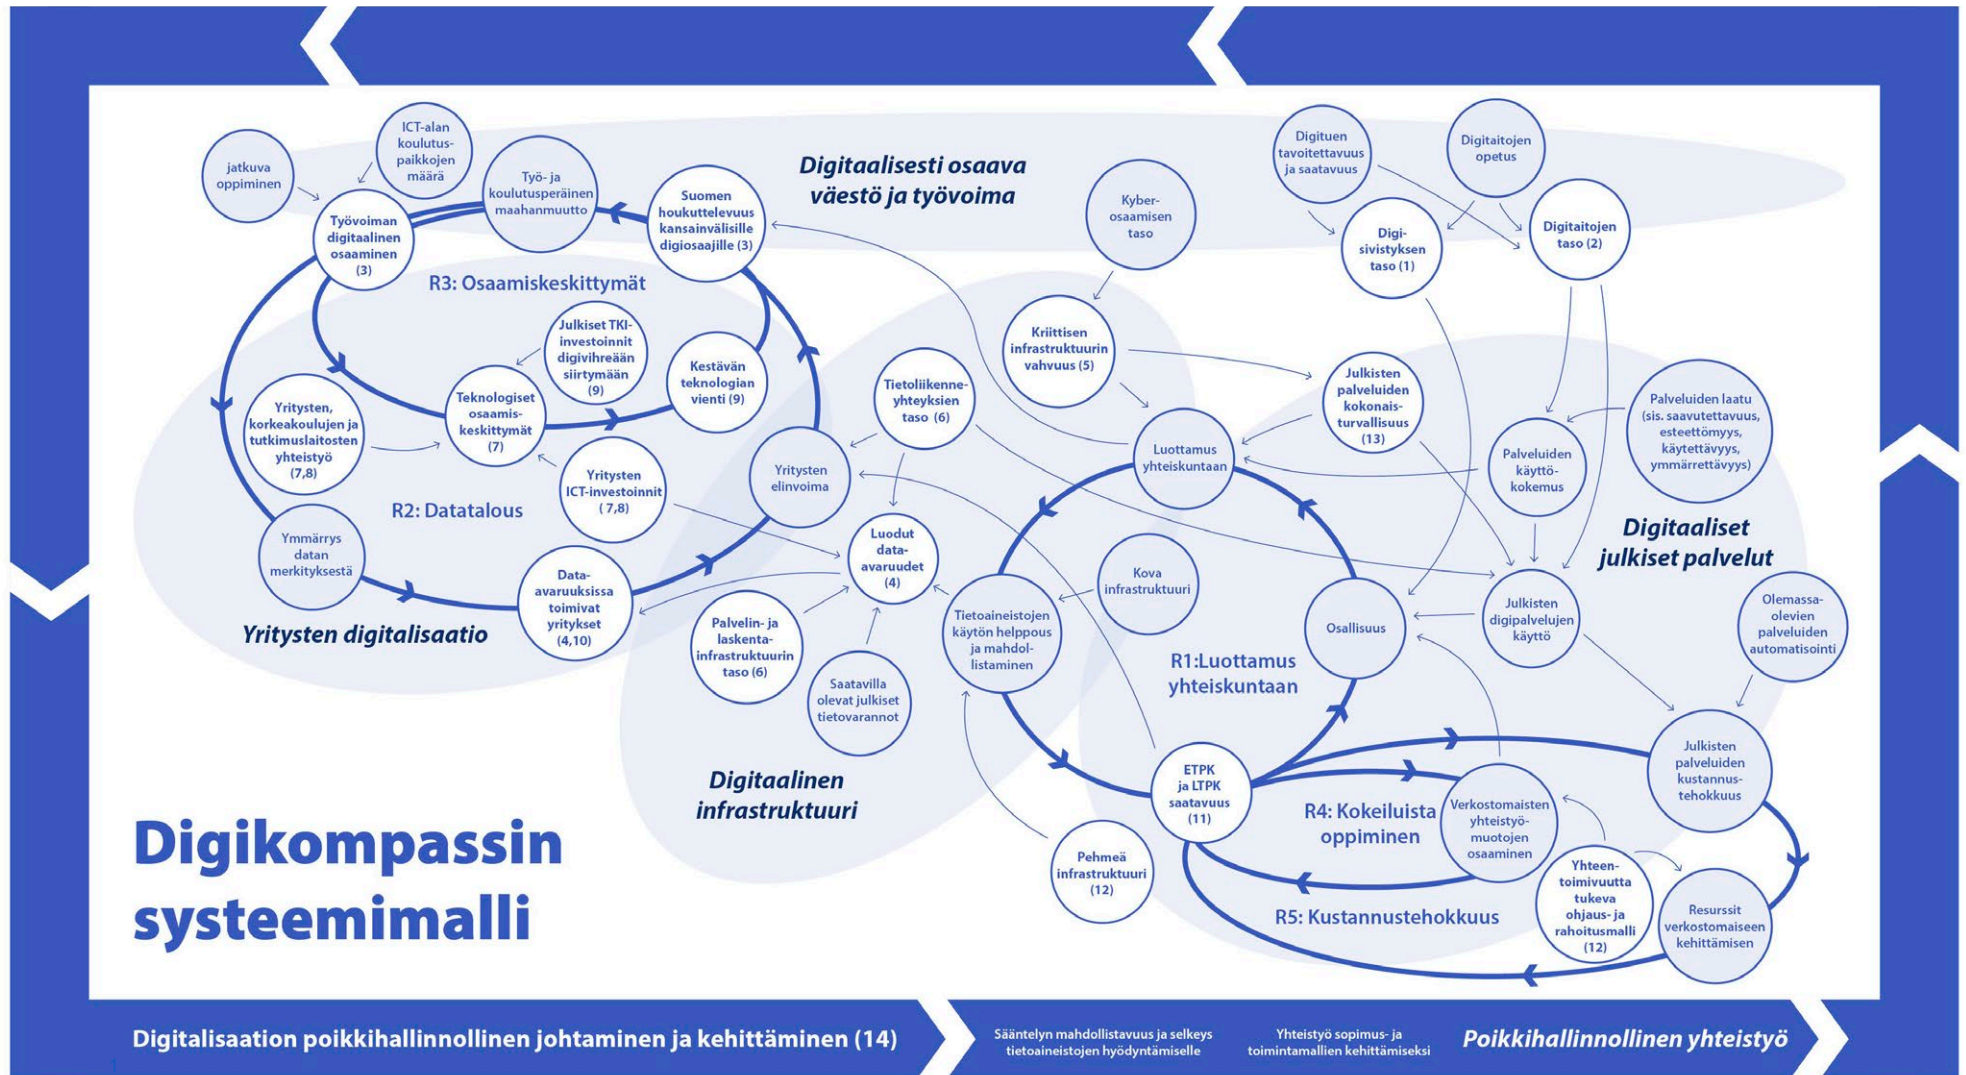 jatkuva
oppiminen
ICT-alan
koulutus-
paikkojen
määrä
Työ- ja
koulutusperäinen
maahanmuutto
Suomen
houkuttelevuus
kansainvälisille
digiosaajille (3)
Digitaalisesti osaava
väestö ja työvoima
Kyber-
osaamisen
taso
Digituen
tavoitettavuus
ja saatavuus
Digitaitojen
opetus
Digi-
sivistyksen
taso (1)
Digitaitojen
taso (2)
Työvoiman
digitaalinen
osaaminen
(3)
R3: Osaamiskeskittymät
Julkiset TKI-
investoinnit
digivihreään
siirtymään
(9)
Kestävän
teknologian
vienti (9)
Teknologiset
osaamis-
keskittymät
(7)
Yritysten,
korkeakoulujen ja
tutkimuslaitosten
yhteistyö
(7,8)
Yritysten
ICT-investoinnit
( 7,8)
R2: Datatalous
Ymmärrys
datan
merkityksestä
Data-
avaruuksissa
toimivat
yritykset
(4,10)
Yritysten digitalisaatio
Yritysten
elinvoima
Tietoliikenne-
yhteyksien
taso (6)
Kriittisen
infrastruktuurin
vahvuus (5)
Luodut
data-
avaruudet
(4)
Palvelin- ja
laskenta-
infrastruktuurin
taso (6)
Saatavilla
olevat julkiset
tietovarannot
Digitaalinen
infrastruktuuri
Tietoaineistojen
käytön helppous
ja mahdol-
listaminen
Kova
infrastruktuuri
Pehmeä
infrastruktuuri
(12)
Luottamus
yhteiskuntaan
Julkisten
palveluiden
kokonais-
turvallisuus
(13)
Palveluiden
käyttö-
kokemus
Palveluiden laatu
(sis. saavutettavuus,
esteettömyys,
käytettävyys,
ymmärrettävyys)
Digitaaliset
julkiset palvelut
Osallisuus
Julkisten
digipalvelujen
käyttö
Olemassa-
olevien
palveluiden
automatisointi
R1:Luottamus
yhteiskuntaan
ETPK
ja LTPK
saatavuus
(11)
R4: Kokeiluista
oppiminen
Verkostomaisten
yhteistyö-
muotojen
osaaminen
Julkisten
palveluiden
kustannus-
tehokkuus
Yhteen-
toimivuutta
tukeva
ohjaus- ja
rahoitusmalli
(12)
Resurssit
verkostomaiseen
kehittämisen
R5: Kustannustehokkuus
Digikompassin
systeemimalli
Digitalisaation poikkihallinnollinen johtaminen ja kehittäminen (14)
Sääntelyn mahdollistavuus ja selkeys
tietoaineistojen hyödyntämiselle
Yhteistyö sopimus- ja
toimintamallien kehittämiseksi
Poikkihallinnollinen yhteistyö